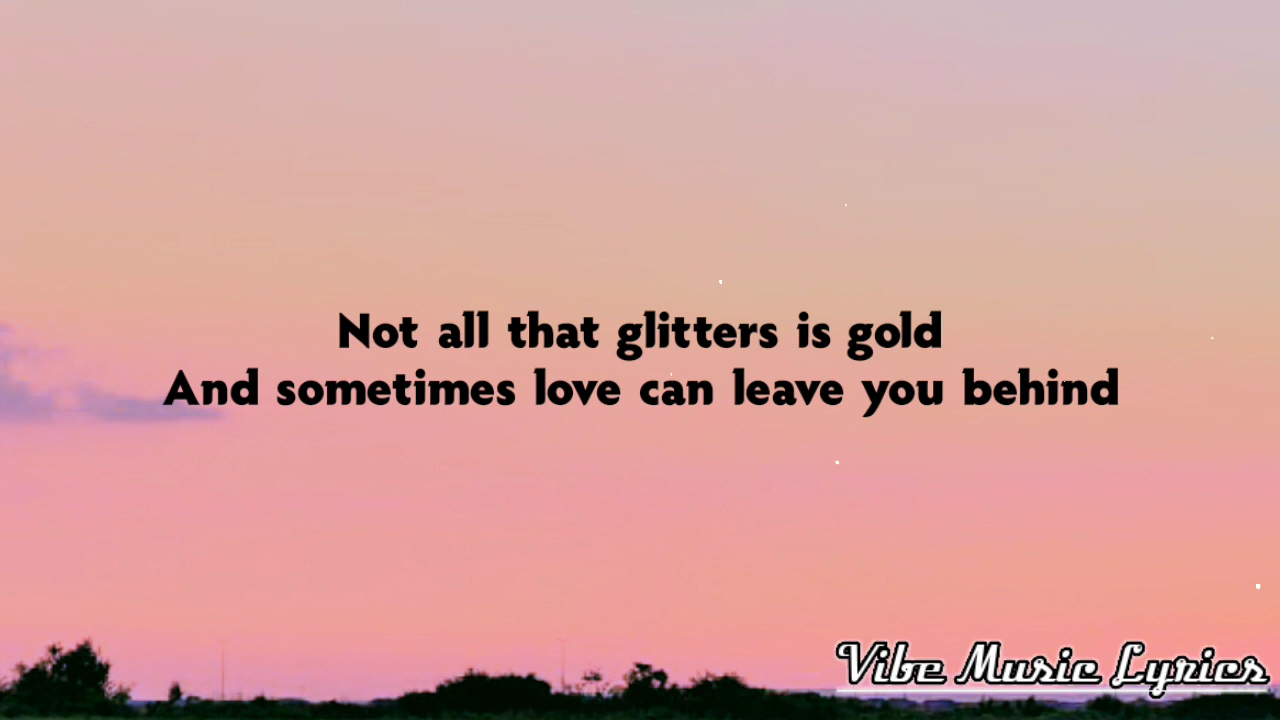 Not all that glitters is gold
And sometimes love can leave you behind
Vibe Music Lyrics